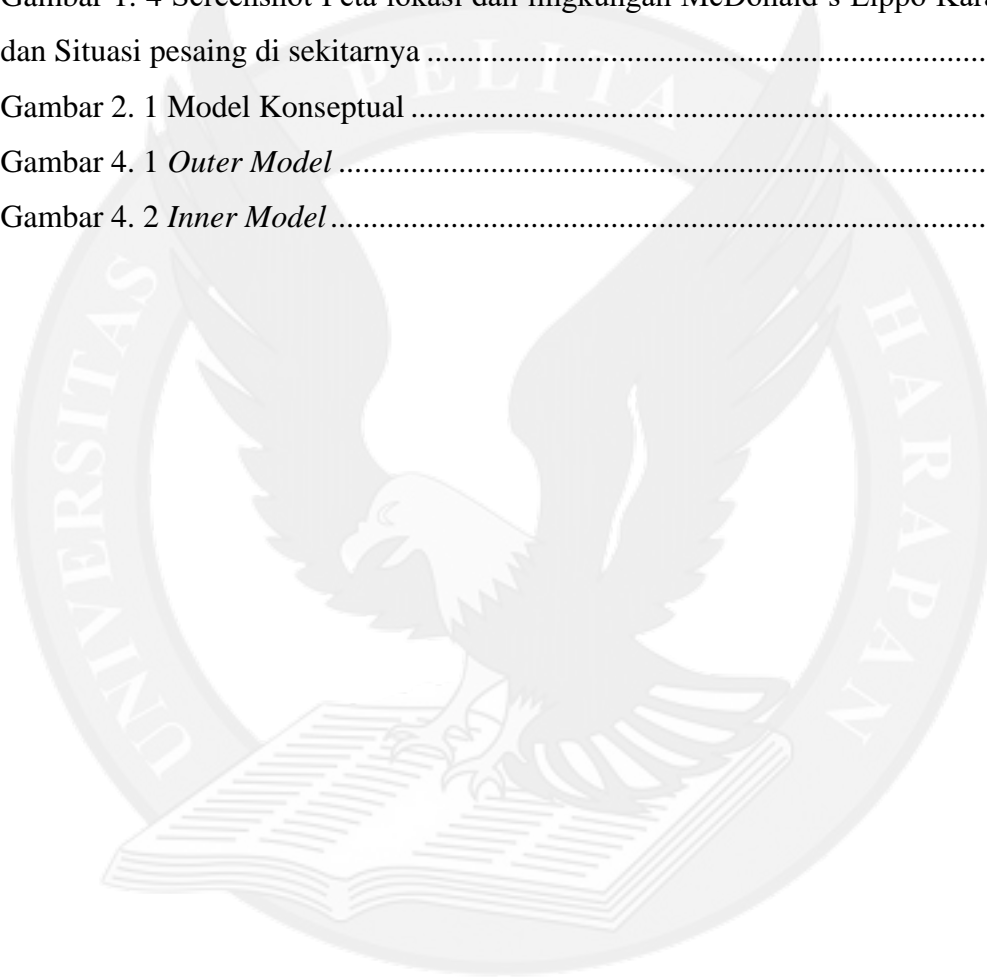 Gambar 1. 4 Screenshot Peta lokasi dan lingkungan McDonald's Lippo
dan Situasi pesaing di sekitarnya ....................................................................
Gambar 2. 1 Model Konseptual ......................................................................
Gambar 4. 1 Outer Model ................................................................................
Gambar 4. 2 Inner Model .................................................................................
UNIVERSITAS PELITA HARAPAN